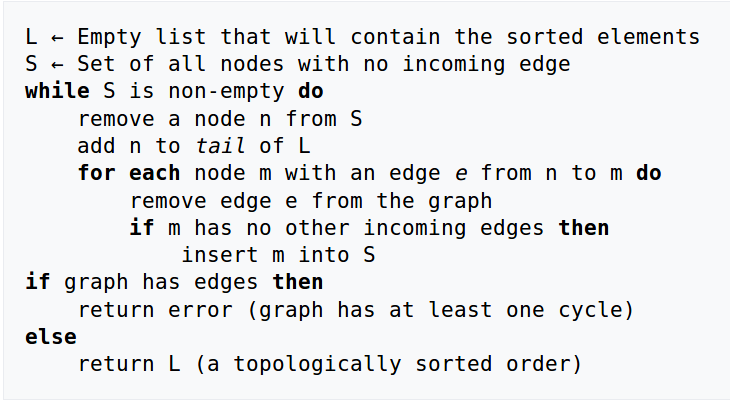 L ← Empty list that will contain the sorted elements
S ← Set of all nodes with no incoming edge
while S is non-empty do
    remove a node n from S
    add n to tail of L
    for each node m with an edge e from n to m do
        remove edge e from the graph
        if m has no other incoming edges then
            insert m into S
if graph has edges then
    return error (graph has at least one cycle)
else
    return L (a topologically sorted order)